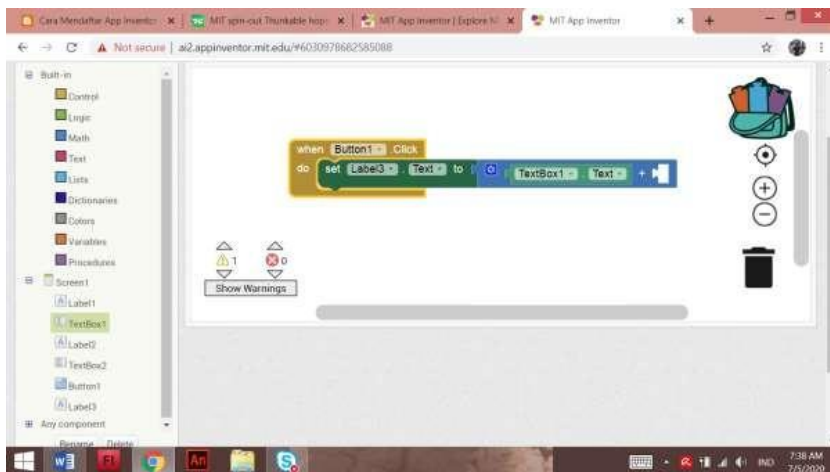 Cara Mendaftar App Inventor
MIT spin-out Thunkable hop
MIT App Inventor | Explore M
MIT App Inventor
Not secure | ai2.appinventor.mit.edu/#6030978682585088
Built-in
Control
Logic
Math
Text
Lists
Dictionaries
Colors
Variables
Procedures
Screen1
Label1
TextBox1
Label2
TextBox2
Button1
Label3
Any component
Rename Delete
when Button1 .Click
do set Label3 . Text to TextBox1 . Text +
1 0
Show Warnings
IND
7:38 AM
7/5/2020